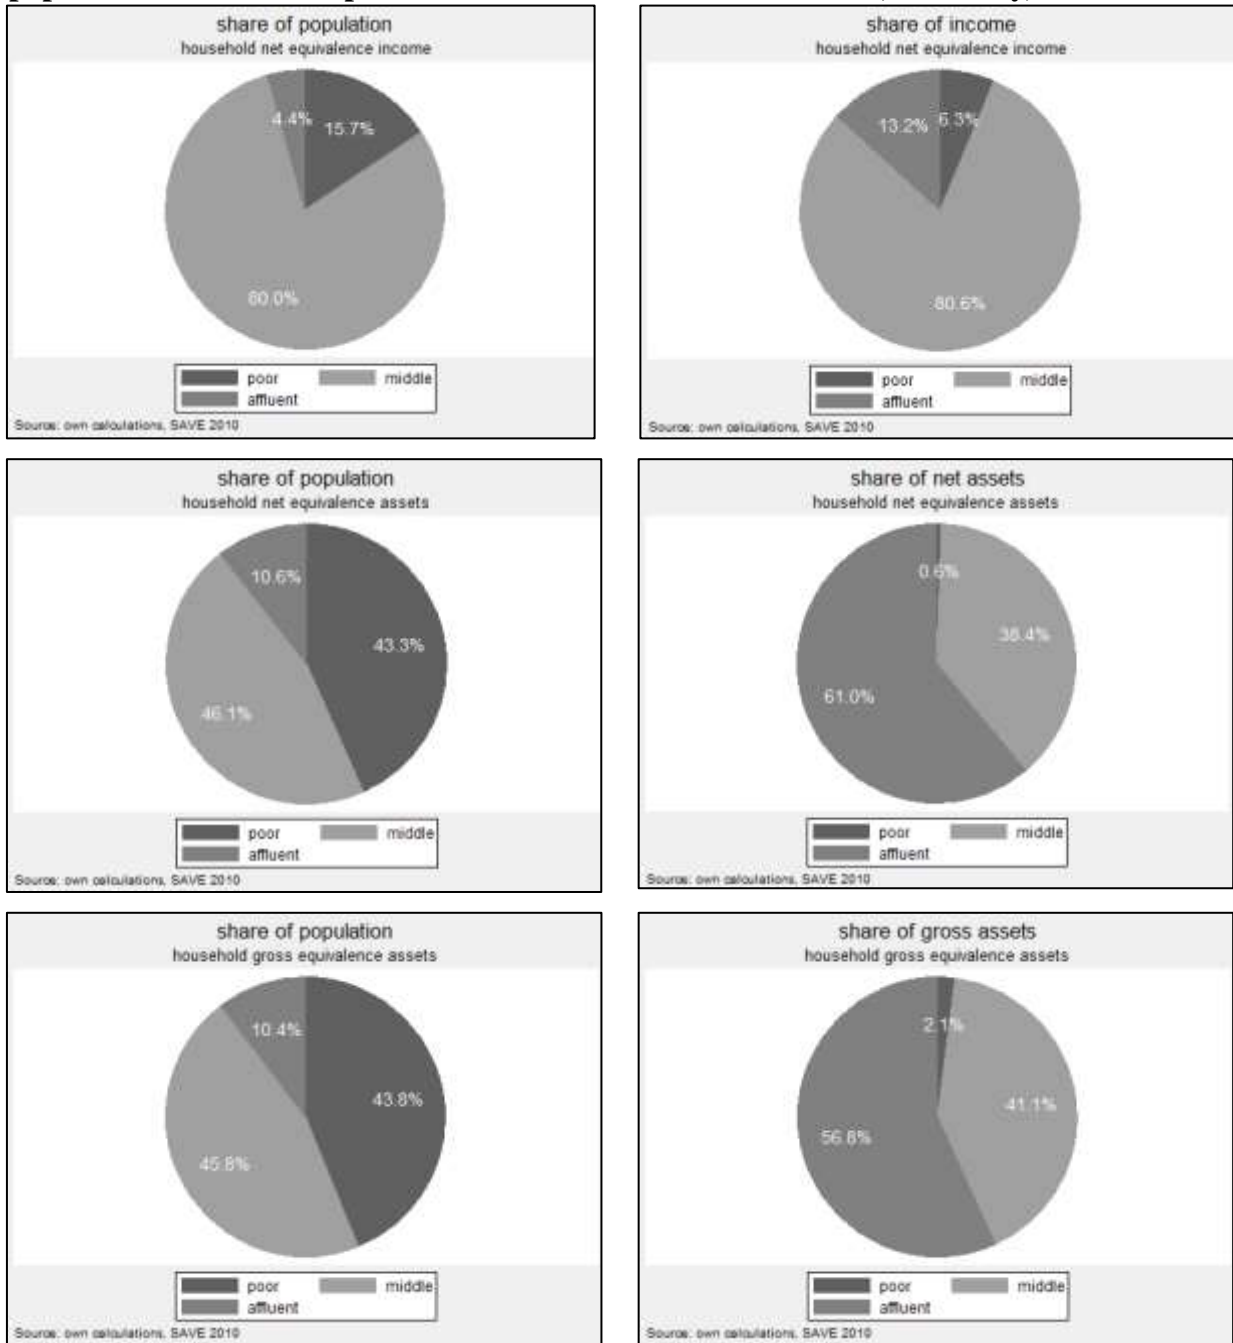 share of population
household net equivalence income
4.4% 15.7%
80.0%
poor middle
affluent
Source: own calculations, SAVE 2010
share of income
household net equivalence income
13.2% 6.3%
80.6%
poor middle
affluent
Source: own calculations, SAVE 2010
share of population
household net equivalence assets
10.6%
43.3%
46.1%
poor middle
affluent
Source: own calculations, SAVE 2010
share of net assets
household net equivalence assets
0.6%
38.4%
61.0%
poor middle
affluent
Source: own calculations, SAVE 2010
share of population
household gross equivalence assets
10.4%
43.8%
45.8%
poor middle
affluent
Source: own calculations, SAVE 2010
share of gross assets
household gross equivalence assets
2.1%
41.1%
56.8%
poor middle
affluent
Source: own calculations, SAVE 2010